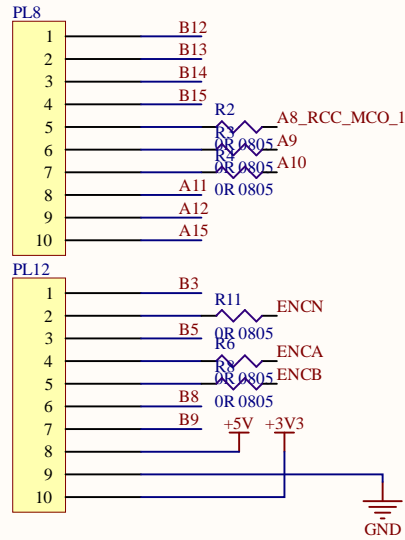 PL8
1 B12
2 B13
3 B14
4 B15
R2
5 A8_RCC_MCO_1
R3
0R 0805
6 A9
R4
0R 0805
7 A10
0R 0805
8 A11
9 A12
10 A15
PL12
1 B3
R11
2 ENCN
0R 0805
3 B5
R6
4 ENCA
R8
0R 0805
5 ENCB
0R 0805
6 B8
7 B9
+5V +3V3
8
9
10
GND